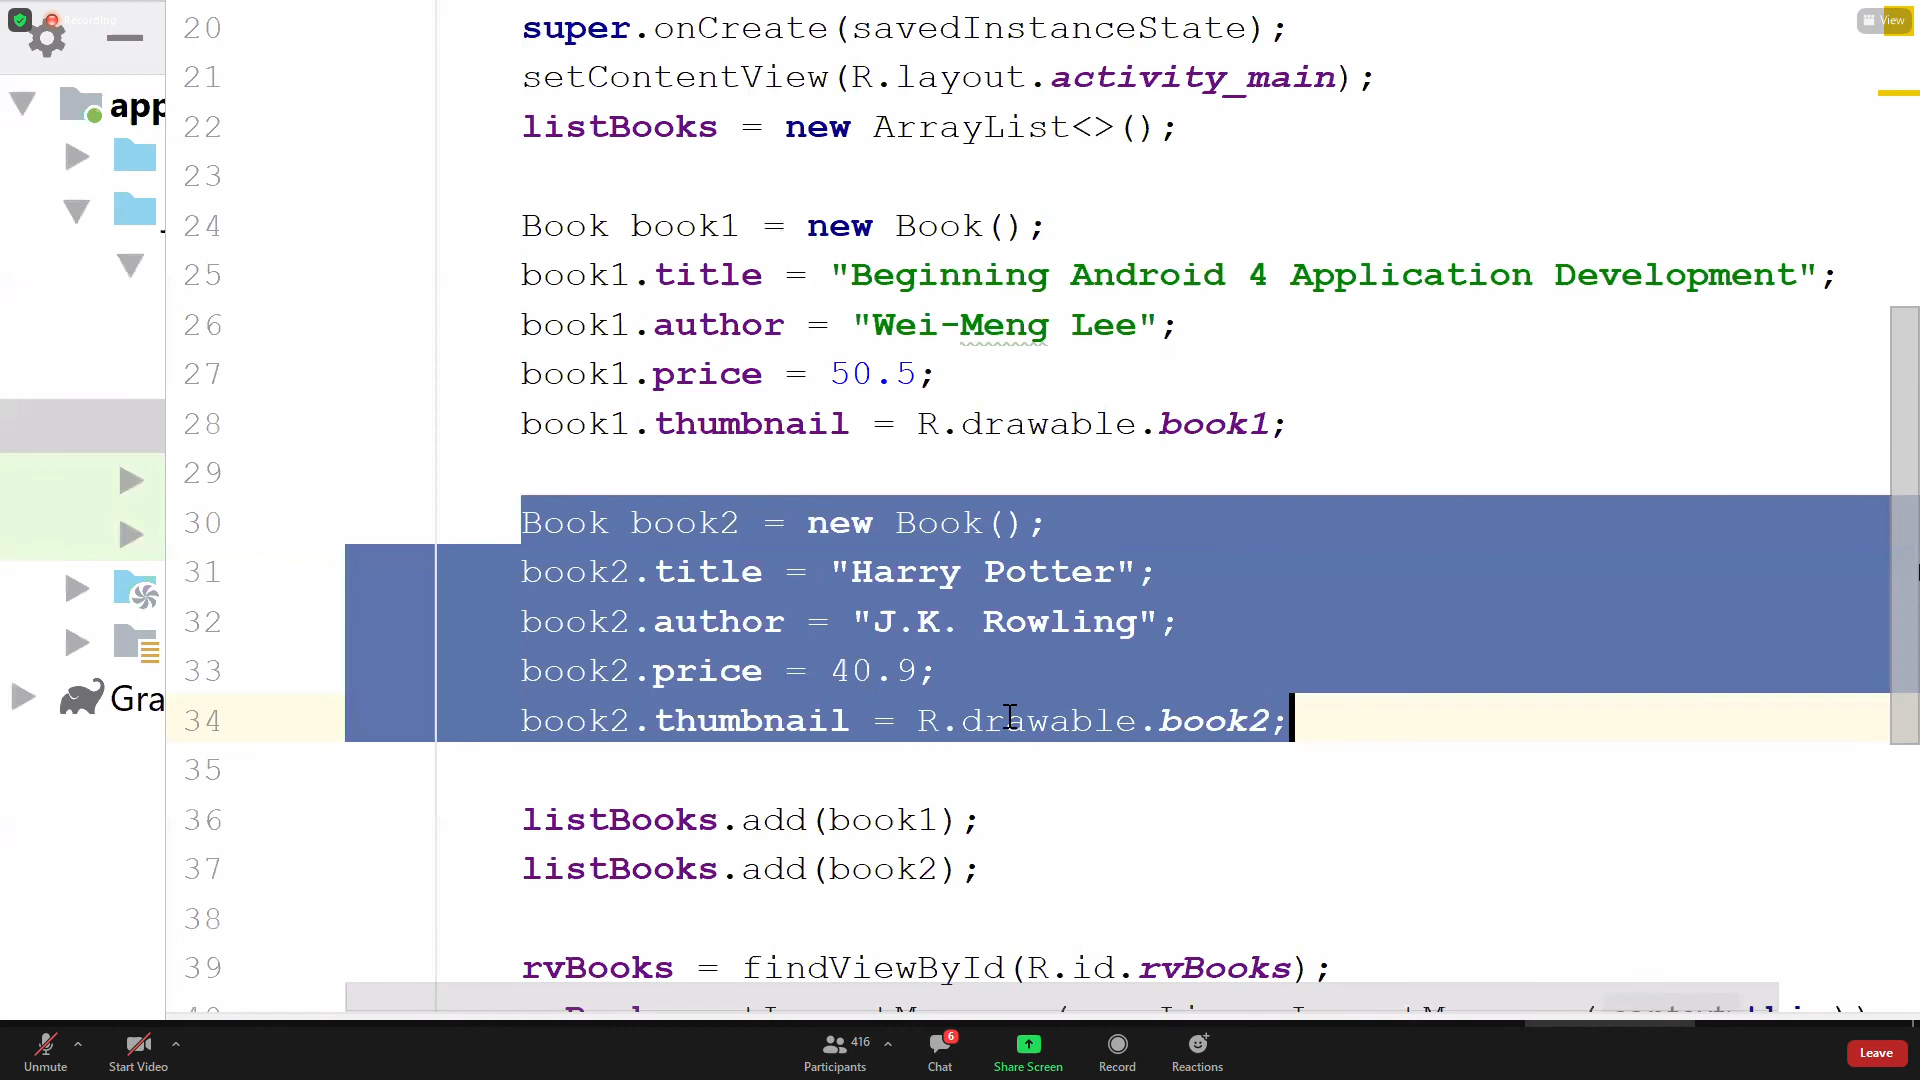 Recording
View
app
Gra
20 super.onCreate(savedInstanceState);
21 setContentView(R.layout.activity_main);
22 listBooks = new ArrayList<>();
23
24 Book book1 = new Book();
25 book1.title = "Beginning Android 4 Application Development";
26 book1.author = "Wei-Meng Lee";
27 book1.price = 50.5;
28 book1.thumbnail = R.drawable.book1;
29
30 Book book2 = new Book();
31 book2.title = "Harry Potter";
32 book2.author = "J.K. Rowling";
33 book2.price = 40.9;
34 book2.thumbnail = R.drawable.book2;
35
36 listBooks.add(book1);
37 listBooks.add(book2);
38
39 rvBooks = findViewById(R.id.rvBooks);
Unmute
Start Video
416
Participants
6
Chat
Share Screen
Record
Reactions
Leave